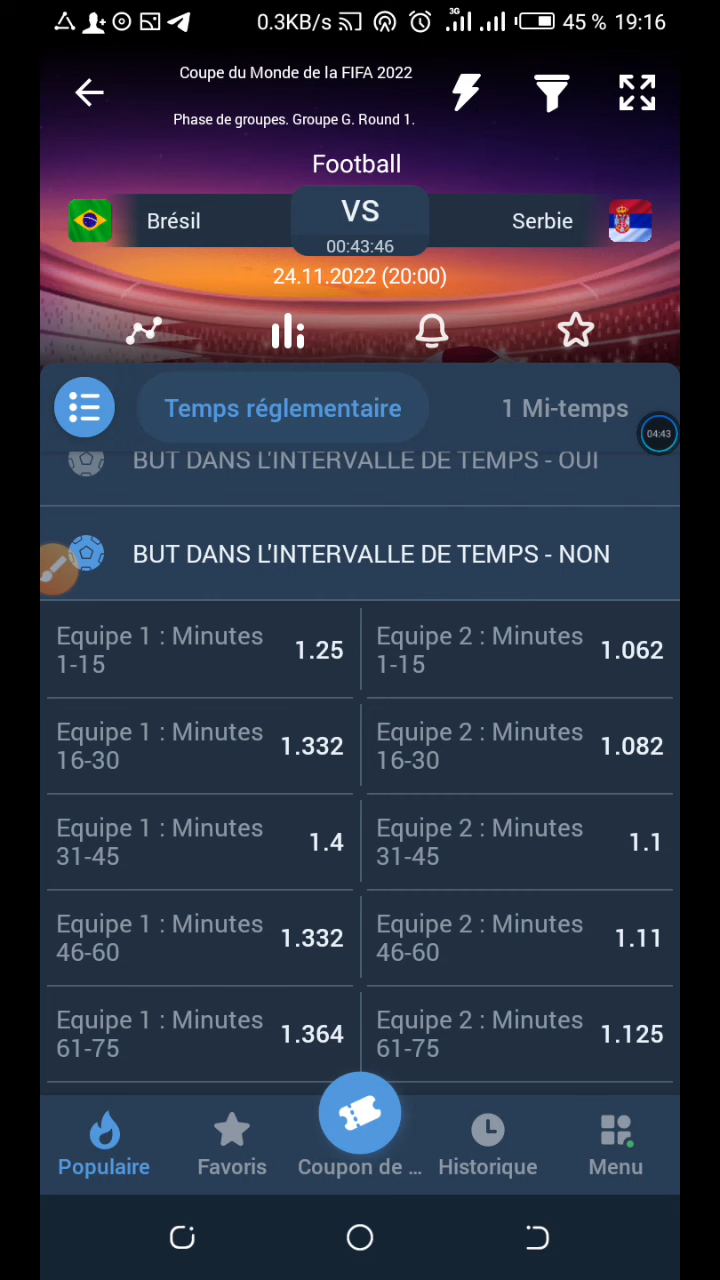 0.3KB/s 3G 45 % 19:16
Coupe du Monde de la FIFA 2022
Phase de groupes. Groupe G. Round 1.
Football
Brésil VS Serbie
00:43:46
24.11.2022 (20:00)
Temps réglementaire 1 Mi-temps
04:43
BUT DANS L'INTERVALLE DE TEMPS - OUI
BUT DANS L'INTERVALLE DE TEMPS - NON
Equipe 1 : Minutes 1.25 Equipe 2 : Minutes 1.062
1-15 1-15
Equipe 1 : Minutes 1.332 Equipe 2 : Minutes 1.082
16-30 16-30
Equipe 1 : Minutes 1.4 Equipe 2 : Minutes 1.1
31-45 31-45
Equipe 1 : Minutes 1.332 Equipe 2 : Minutes 1.11
46-60 46-60
Equipe 1 : Minutes 1.364 Equipe 2 : Minutes 1.125
61-75 61-75
Populaire Favoris Coupon de ... Historique Menu